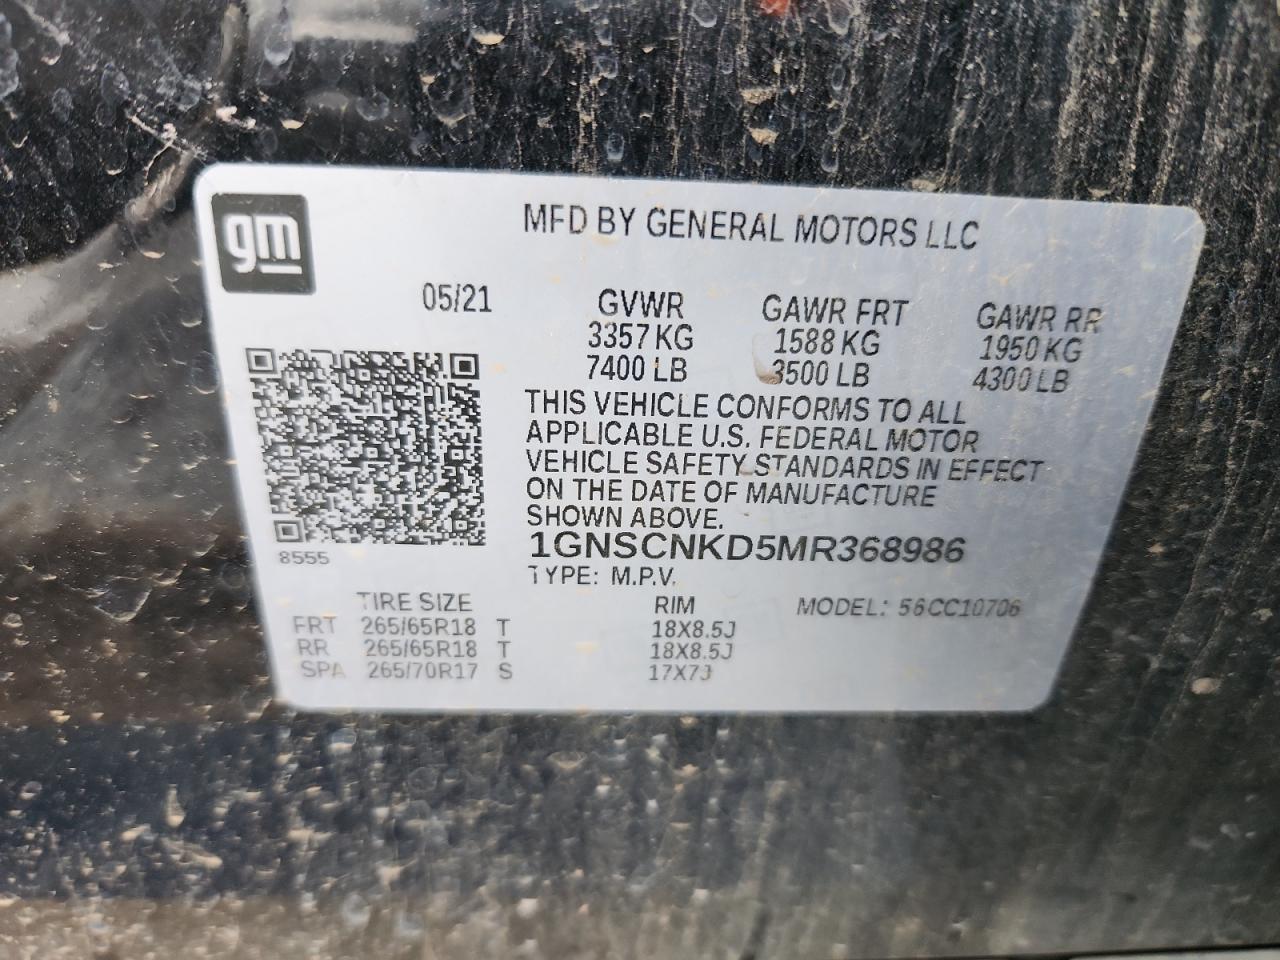 gm
MFD BY GENERAL MOTORS LLC
05/21 GVWR GAWR FRT GAWR RR
3357 KG 1588 KG 1950 KG
7400 LB 3500 LB 4300 LB
THIS VEHICLE CONFORMS TO ALL
APPLICABLE U.S. FEDERAL MOTOR
VEHICLE SAFETY STANDARDS IN EFFECT
ON THE DATE OF MANUFACTURE
SHOWN ABOVE.
1GNSCNKD5MR368986
8555
TYPE: M.P.V.
TIRE SIZE RIM MODEL: 56CC10706
FRT 265/65R18 T 18X8.5J
RR 265/65R18 T 18X8.5J
SPA 265/70R17 S 17X7J